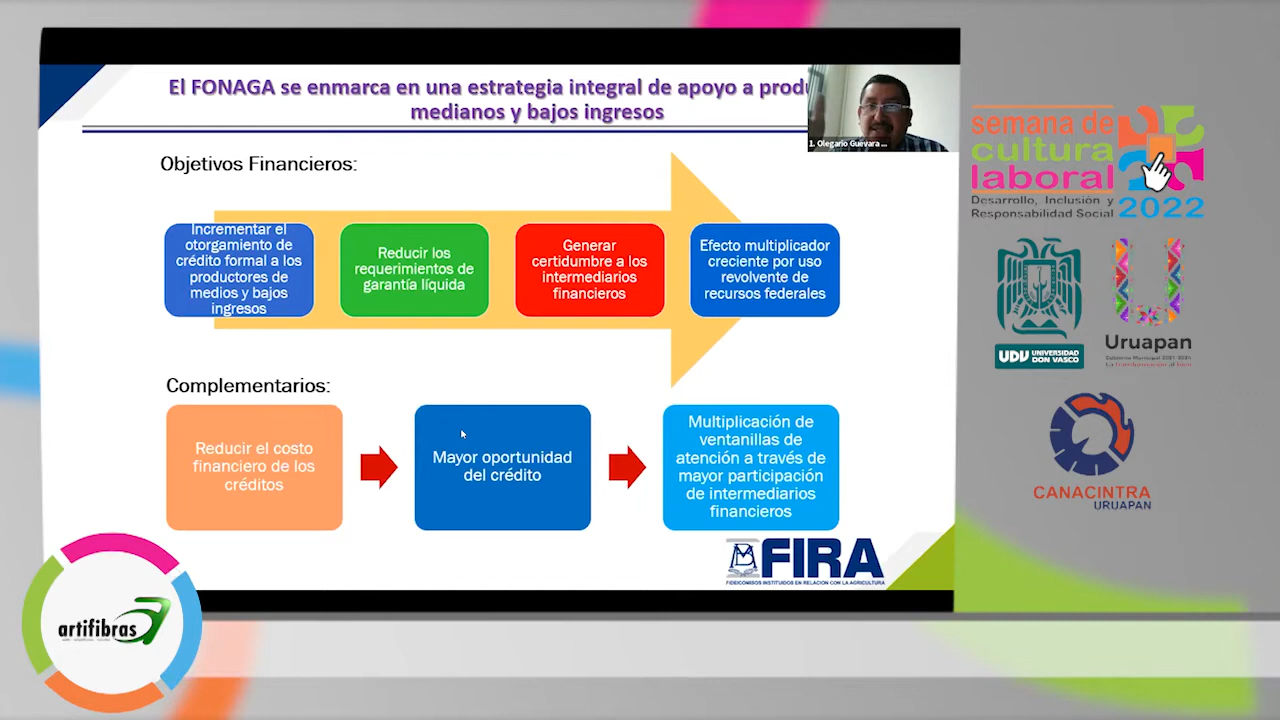 El FONAGA se enmarca en una estrategia integral de apoyo a produ
medianos y bajos ingresos
1. Olegario Guevara ...
Objetivos Financieros:
Incrementar el
otorgamiento de
crédito formal a los
productores de
medios y bajos
ingresos
Reducir los
requerimientos de
garantía líquida
Generar
certidumbre a los
intermediarios
financieros
Efecto multiplicador
creciente por uso
revolvente de
recursos federales
Complementarios:
Reducir el costo
financiero de los
créditos
Mayor oportunidad
del crédito
Multiplicación de
ventanillas de
atención a través de
mayor participación
de intermediarios
financieros
FIRA
FIDEICOMISOS INSTITUIDOS EN RELACION CON LA AGRICULTURA
semana de
cultura
laboral
Desarrollo, Inclusión y
Responsabilidad Social
2022
UDV UNIVERSIDAD
DON VASCO
Uruapan
CANACINTRA
URUAPAN
artifibras